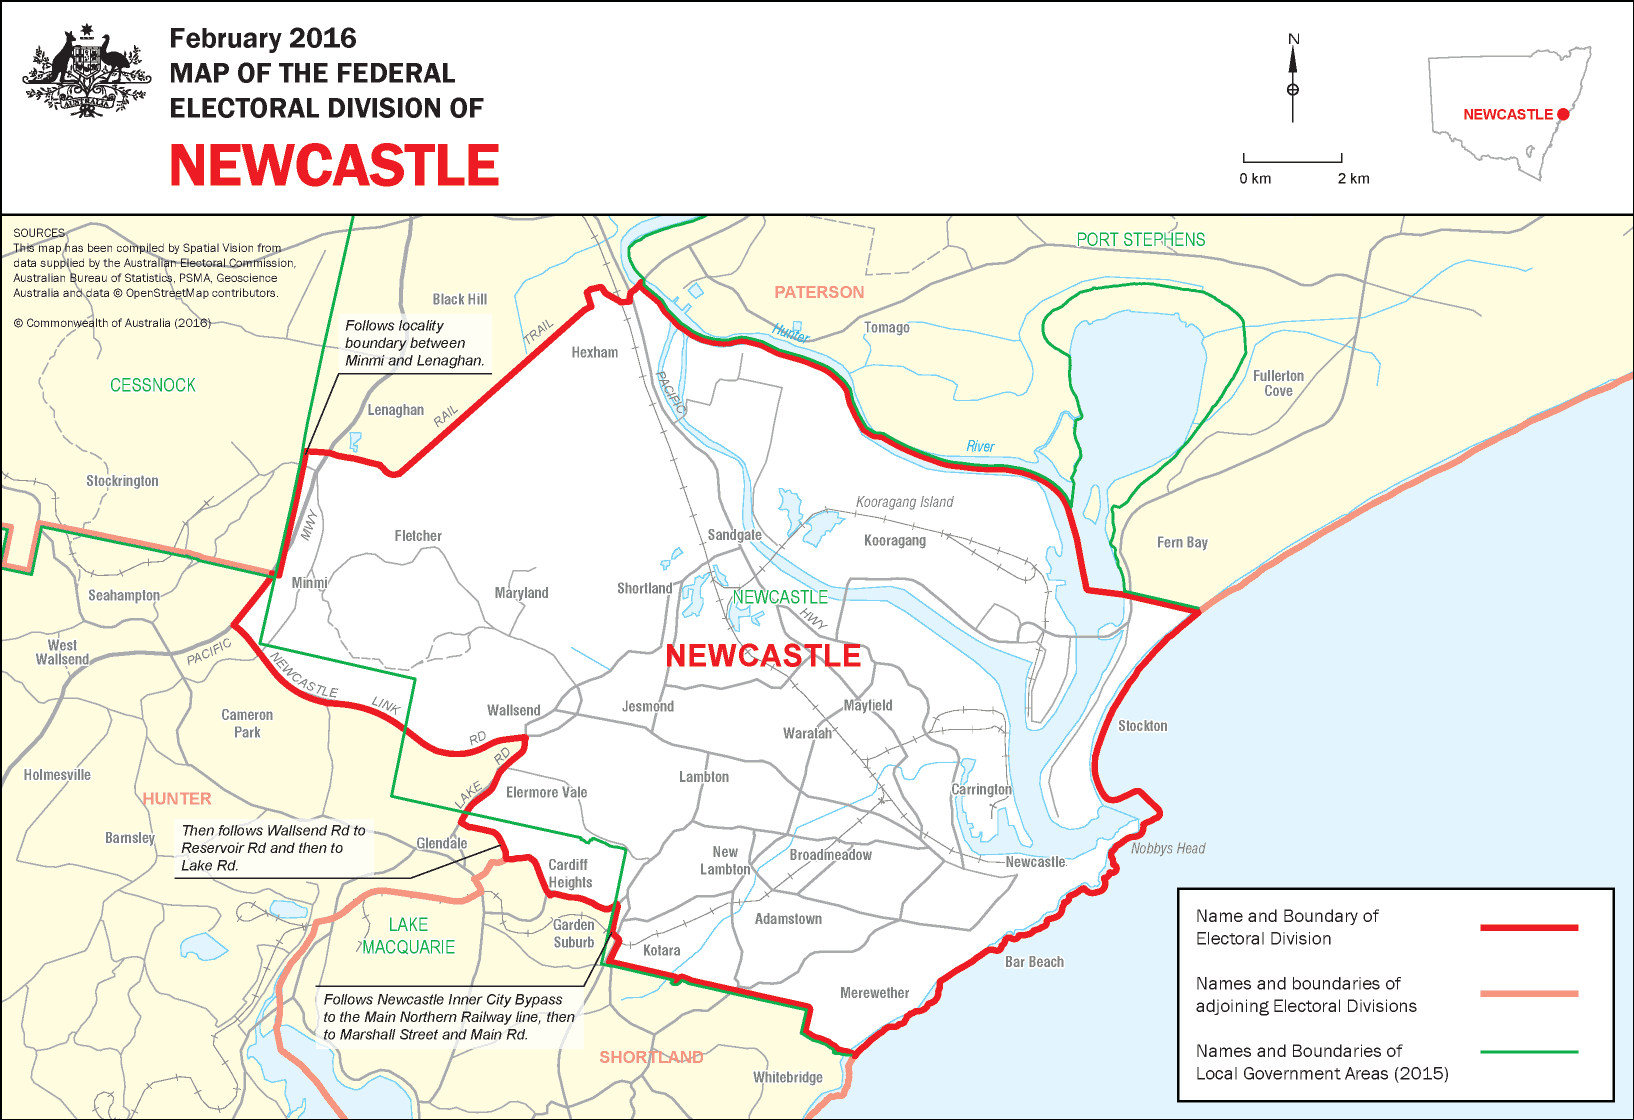 February 2016
MAP OF THE FEDERAL
ELECTORAL DIVISION OF
NEWCASTLE
AUSTRALIA
N
0 km
2 km
NEWCASTLE
SOURCES
This map has been compiled by Spatial Vision from
data supplied by the Australian Electoral Commission,
Australian Bureau of Statistics, PSMA, Geoscience
Australia and data © OpenStreetMap contributors.
© Commonwealth of Australia (2016)
PORT STEPHENS
PATERSON
Black Hill
Follows locality
boundary between
Minmi and Lenaghan.
TRAIL
RAIL
Hexham
Hunter
Tomago
CESSNOCK
Lenaghan
PACIFIC
Fullerton
Cove
River
Stockrington
MWY
Fletcher
Sandgate
Kooragang Island
Kooragang
Fern Bay
Minmi
Seahampton
Maryland
Shortland
NEWCASTLE
HWY
West
Wallsend
PACIFIC
NEWCASTLE
LINK
RD
NEWCASTLE
Cameron
Park
Wallsend
Jesmond
Mayfield
Waratah
Stockton
Holmesville
HUNTER
LAKE
RD
Elermore Vale
Lambton
Carrington
Then follows Wallsend Rd to
Reservoir Rd and then to
Lake Rd.
Barnsley
Glendale
Cardiff
Heights
New
Lambton
Broadmeadow
Newcastle
Nobbys Head
LAKE
MACQUARIE
Garden
Suburb
Kotara
Adamstown
Bar Beach
Merewether
Follows Newcastle Inner City Bypass
to the Main Northern Railway line, then
to Marshall Street and Main Rd.
SHORTLAND
Whitebridge
Name and Boundary of
Electoral Division
Names and boundaries of
adjoining Electoral Divisions
Names and Boundaries of
Local Government Areas (2015)